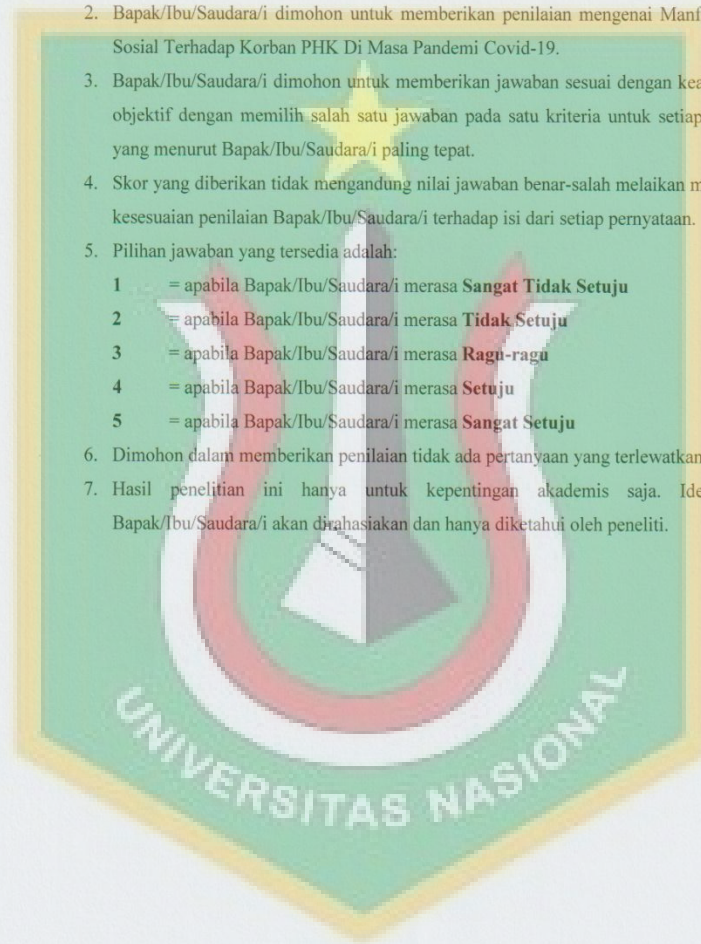 2. Bapak/Ibu/Saudara/i dimohon untuk memberikan penilaian mengenai Manf
Sosial Terhadap Korban PHK Di Masa Pandemi Covid-19.
3. Bapak/Ibu/Saudara/i dimohon untuk memberikan jawaban sesuai dengan kea
objektif dengan memilih salah satu jawaban pada satu kriteria untuk setiap
yang menurut Bapak/Ibu/Saudara/i paling tepat.
4. Skor yang diberikan tidak mengandung nilai jawaban benar-salah melaikan m
kesesuaian penilaian Bapak/Ibu/Saudara/i terhadap isi dari setiap pernyataan.
5. Pilihan jawaban yang tersedia adalah:
1 = apabila Bapak/Ibu/Saudara/i merasa Sangat Tidak Setuju
2 = apabila Bapak/Ibu/Saudara/i merasa Tidak Setuju
3 = apabila Bapak/Ibu/Saudara/i merasa Ragu-ragu
4 = apabila Bapak/Ibu/Saudara/i merasa Setuju
5 = apabila Bapak/Ibu/Saudara/i merasa Sangat Setuju
6. Dimohon dalam memberikan penilaian tidak ada pertanyaan yang terlewatkan
7. Hasil penelitian ini hanya untuk kepentingan akademis saja. Ide
Bapak/Ibu/Saudara/i akan dirahasiakan dan hanya diketahui oleh peneliti.
UNIVERSITAS NASIONAL